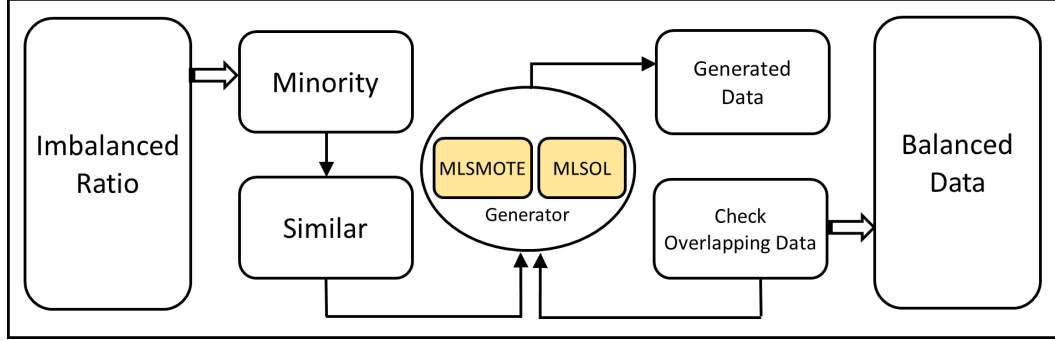 Imbalanced
Ratio
Minority
Similar
MLSMOTE
MLSOL
Generator
Generated
Data
Check
Overlapping Data
Balanced
Data